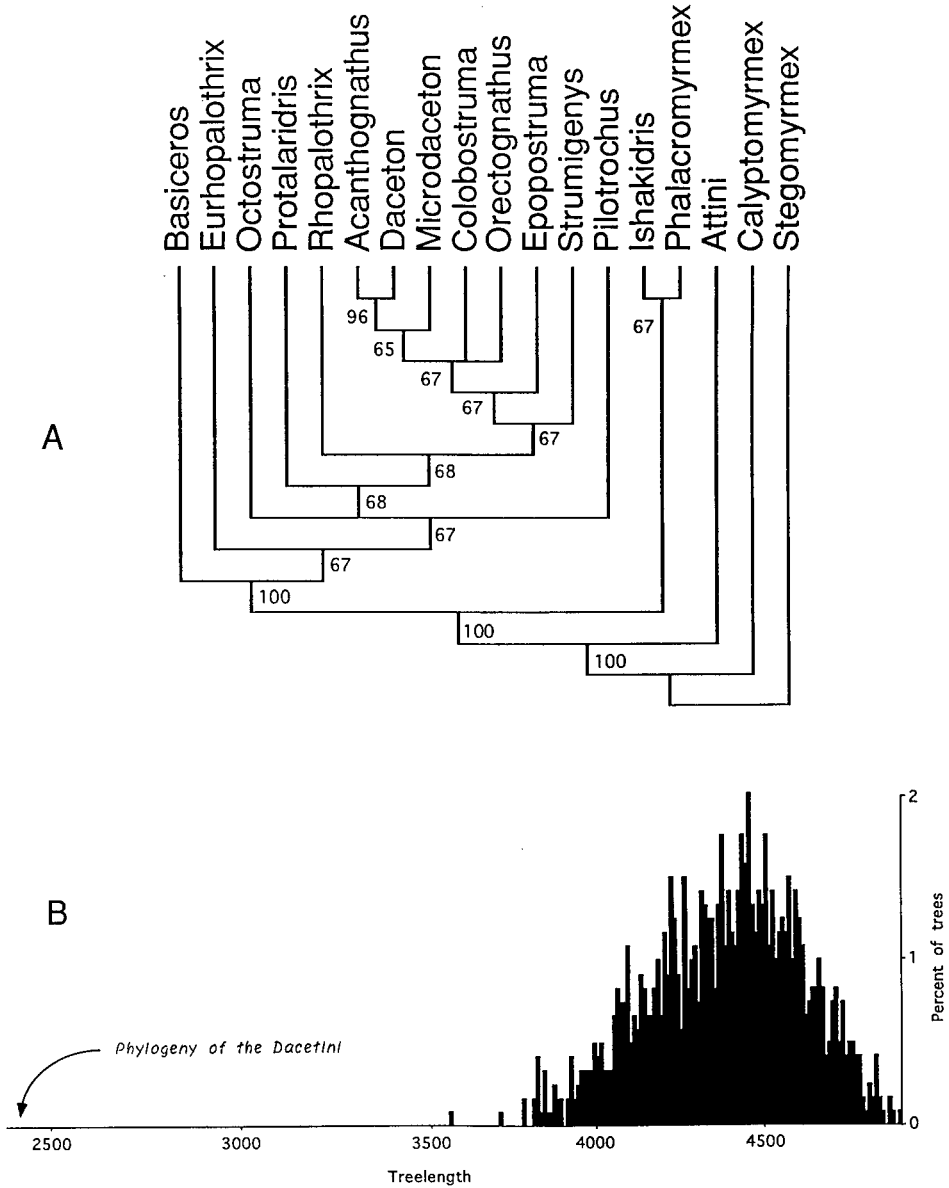 Basiceros
Eurhopalothrix
Octostruma
Protalaridris
Rhopalothrix
Acanthognathus
Daceton
Microdaceton
Colobostruma
Orectognathus
Epopostruma
Strumigenys
Pilotrochus
Ishakidris
Phalacromyrmex
Attini
Calyptomyrmex
Stegomyrmex
96
67
65
67
67
A
67
68
68
67
67
100
100
100
2
B
1
Percent of trees
Phylogeny of the Dacetini
0
2500 3000 3500 4000 4500
Treelength